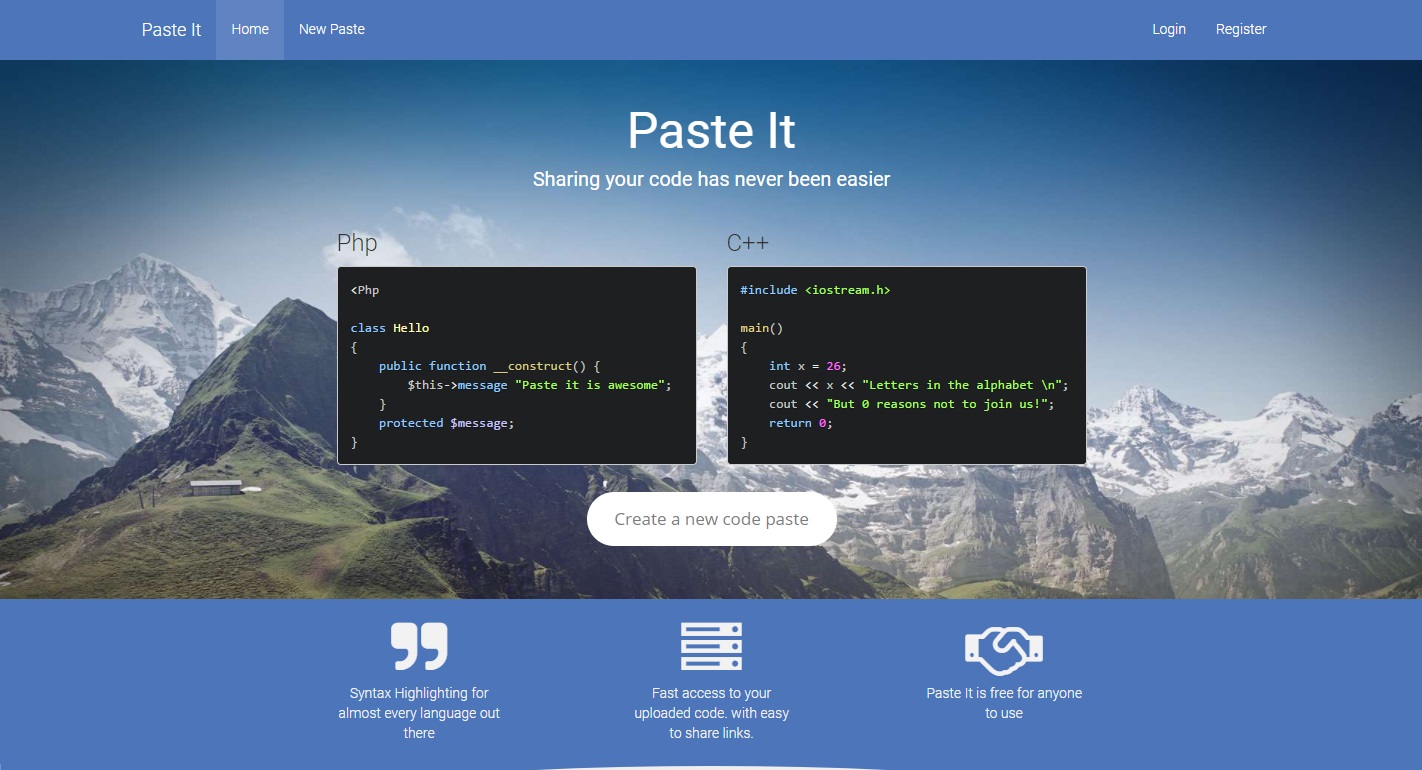 Paste It Home New Paste Login Register
Paste It
Sharing your code has never been easier
Php
<Php
class Hello
{
    public function __construct() {
        $this->message "Paste it is awesome";
    }
    protected $message;
}
C++
#include <iostream.h>
main()
{
    int x = 26;
    cout << x << "Letters in the alphabet \n";
    cout << "But 0 reasons not to join us!";
    return 0;
}
Create a new code paste
Syntax Highlighting for
almost every language out
there
Fast access to your
uploaded code. with easy
to share links.
Paste It is free for anyone
to use